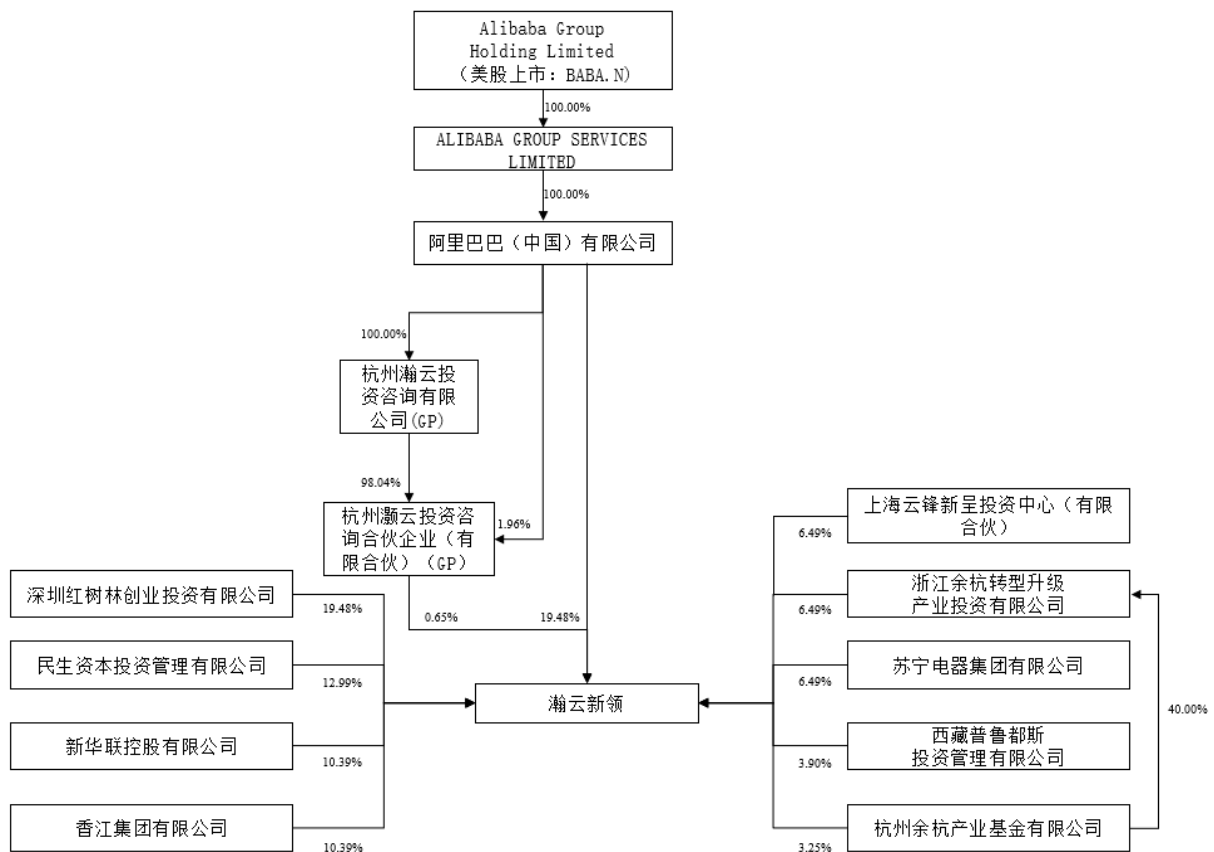 Alibaba Group
Holding Limited
（美股上市：BABA.N）
100.00%
ALIBABA GROUP SERVICES
LIMITED
100.00%
阿里巴巴（中国）有限公司
100.00%
杭州瀚云投
资咨询有限
公司(GP)
98.04%
杭州灏云投资咨
询合伙企业（有
限合伙）（GP）
1.96%
0.65%
19.48%
深圳红树林创业投资有限公司
19.48%
民生资本投资管理有限公司
12.99%
新华联控股有限公司
10.39%
香江集团有限公司
10.39%
瀚云新领
上海云锋新呈投资中心（有限
合伙）
6.49%
浙江余杭转型升级
产业投资有限公司
6.49%
苏宁电器集团有限公司
6.49%
西藏普鲁都斯
投资管理有限公司
3.90%
杭州余杭产业基金有限公司
3.25%
40.00%